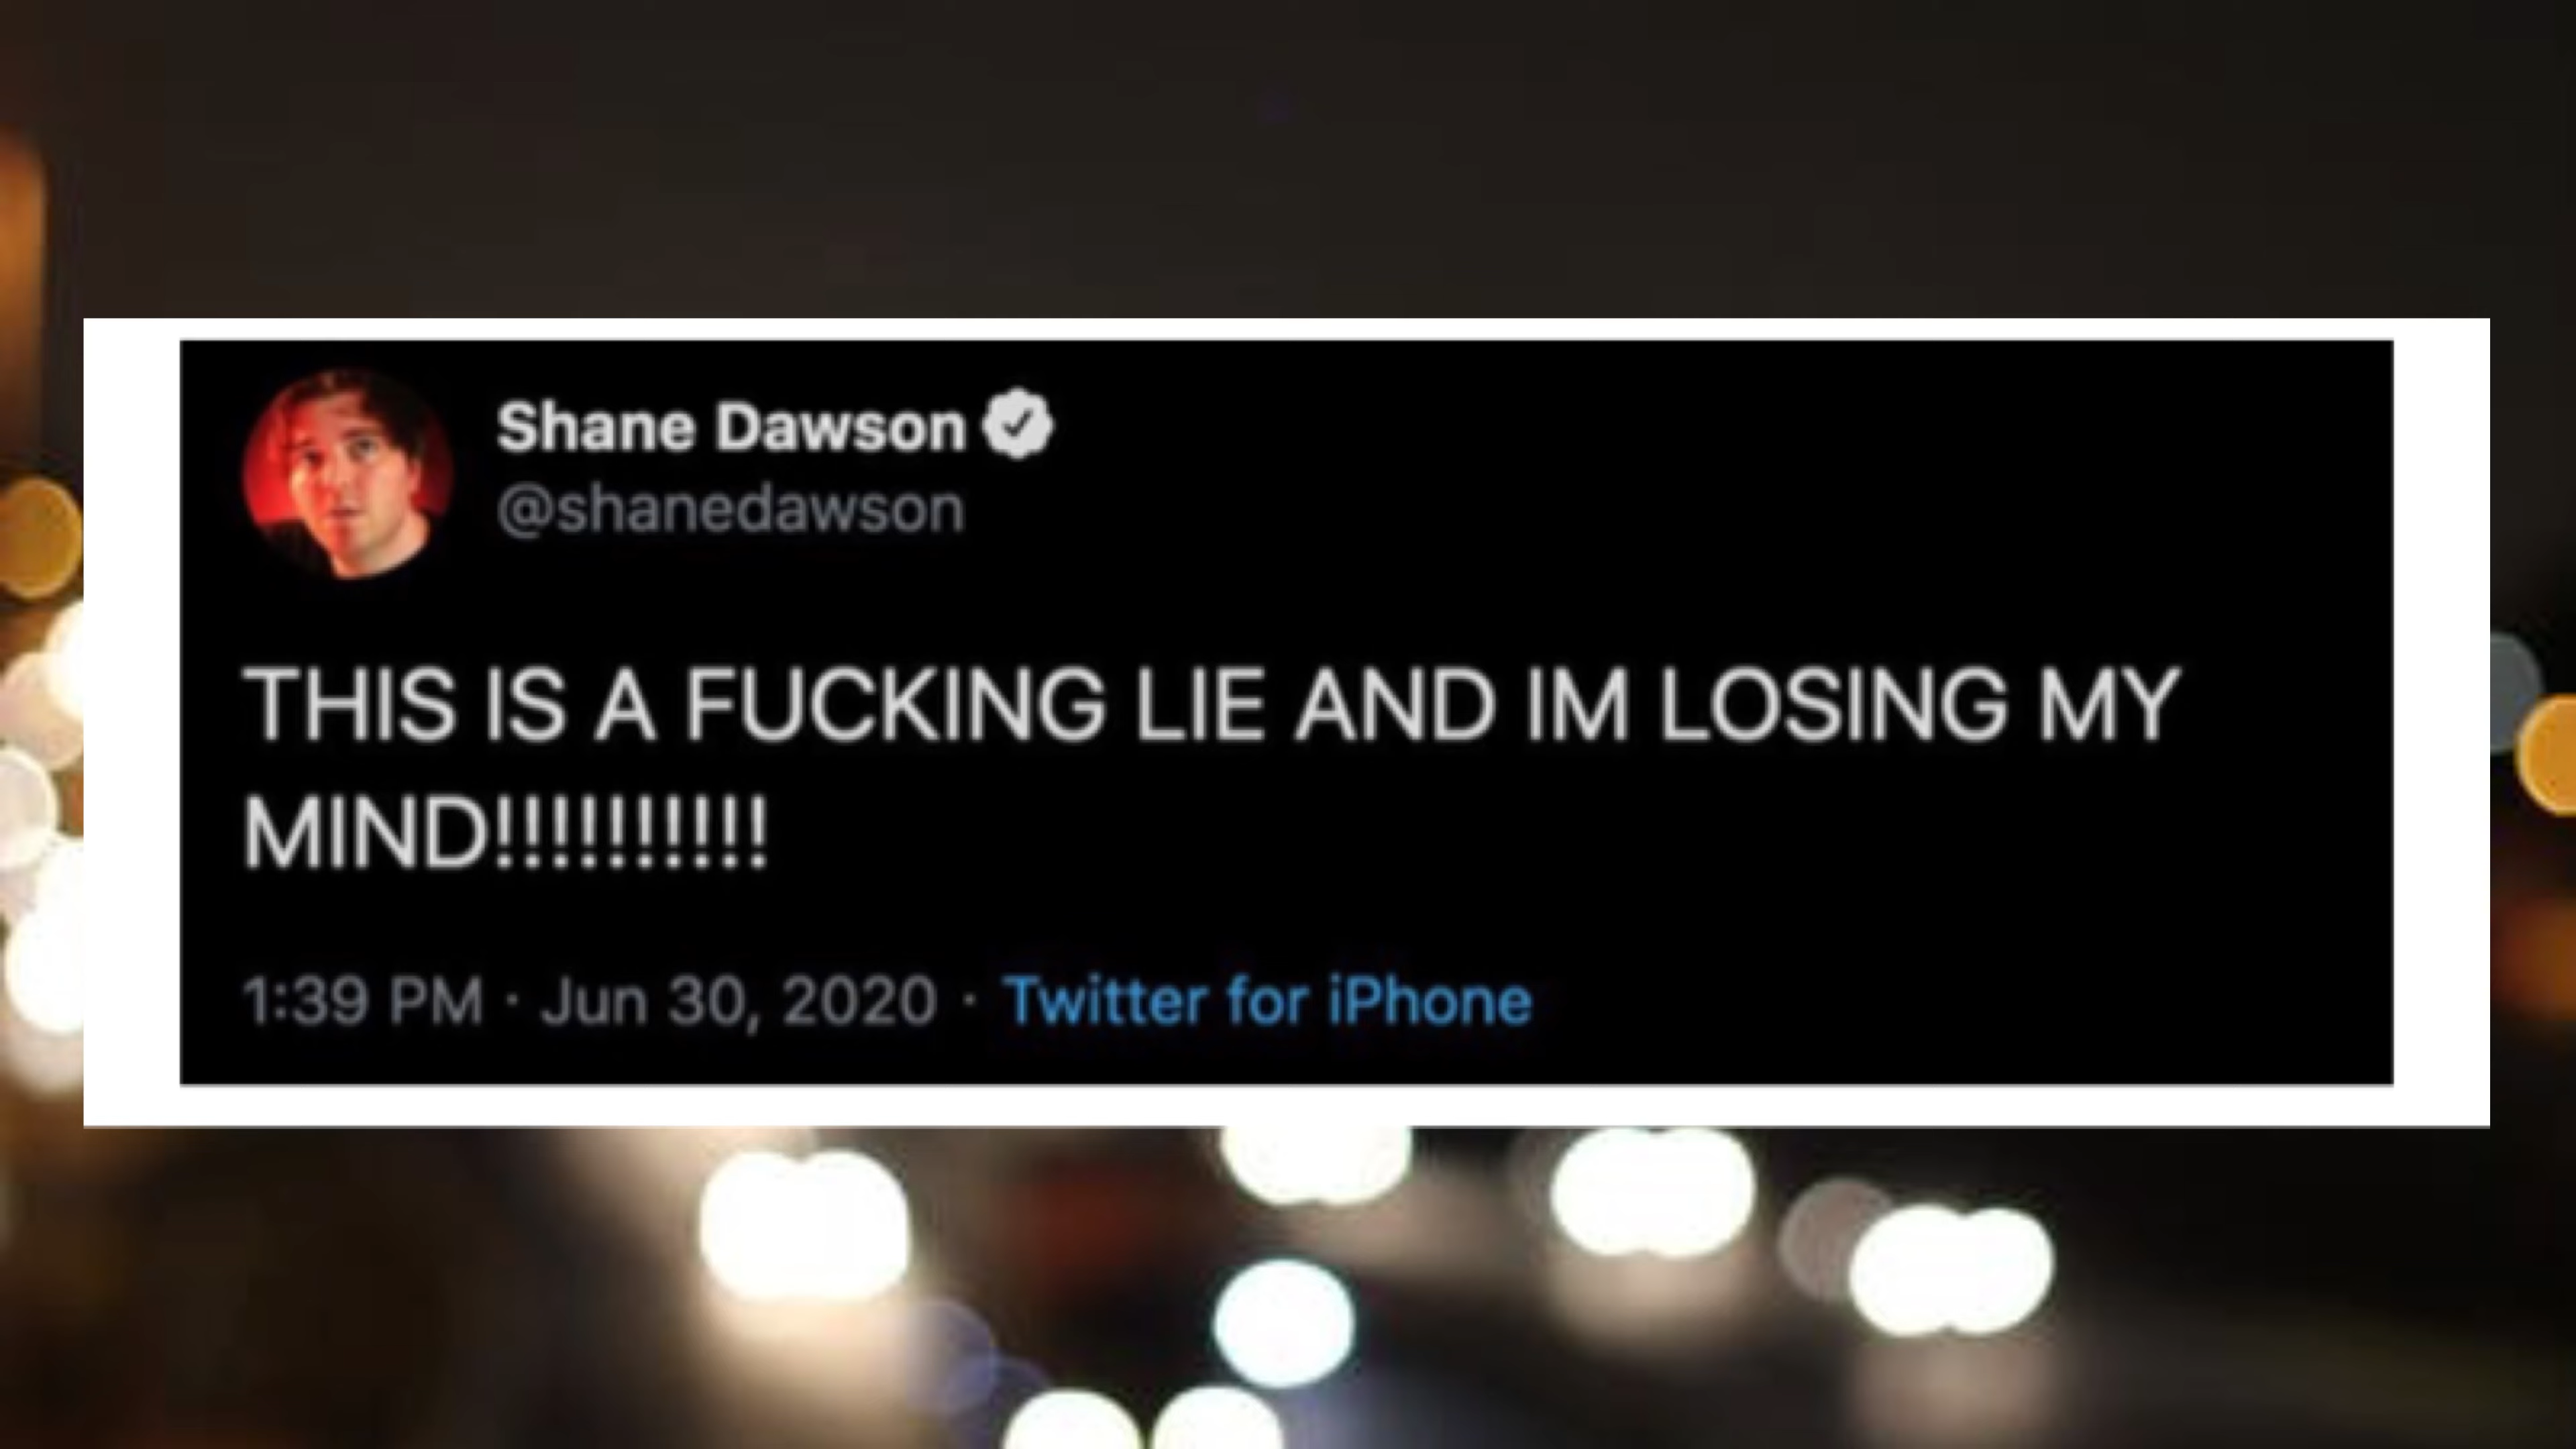 Shane Dawson
@shanedawson
THIS IS A FUCKING LIE AND IM LOSING MY
MIND!!!!!!!!!!
1:39 PM · Jun 30, 2020 · Twitter for iPhone